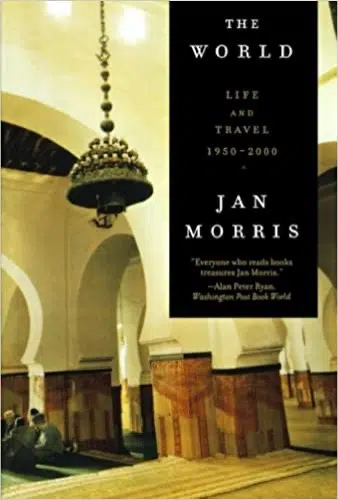 THE
WORLD
LIFE
AND
TRAVEL
1950–2000
JAN
MORRIS
"Everyone who reads books
treasures Jan Morris."
—Alan Peter Ryan,
Washington Post Book World